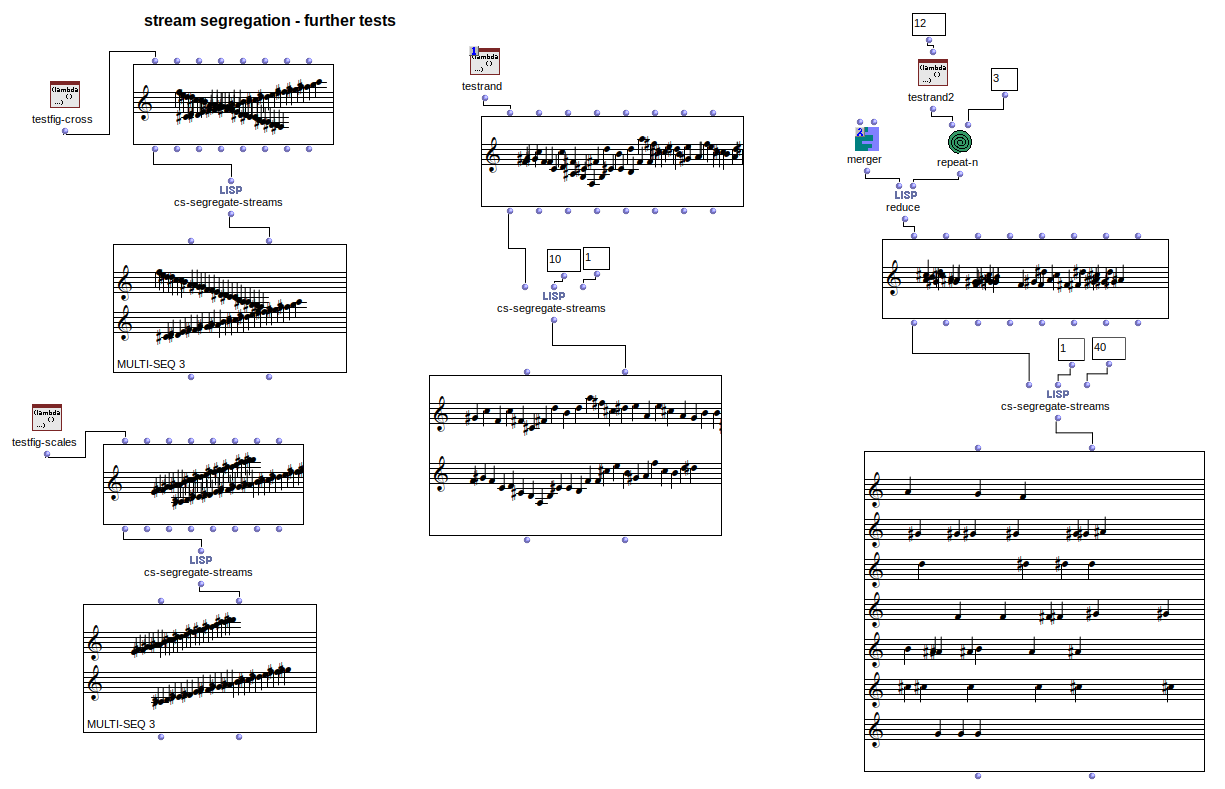 stream segregation - further tests
(lambda
()
...)
testfig-cross
LISP
cs-segregate-streams
MULTI-SEQ 3
(lambda
()
...)
testfig-scales
LISP
cs-segregate-streams
MULTI-SEQ 3
1
(lambda
()
...)
testrand
10
1
LISP
cs-segregate-streams
12
(lambda
()
...)
testrand2
3
merger
repeat-n
LISP
reduce
1
40
LISP
cs-segregate-streams